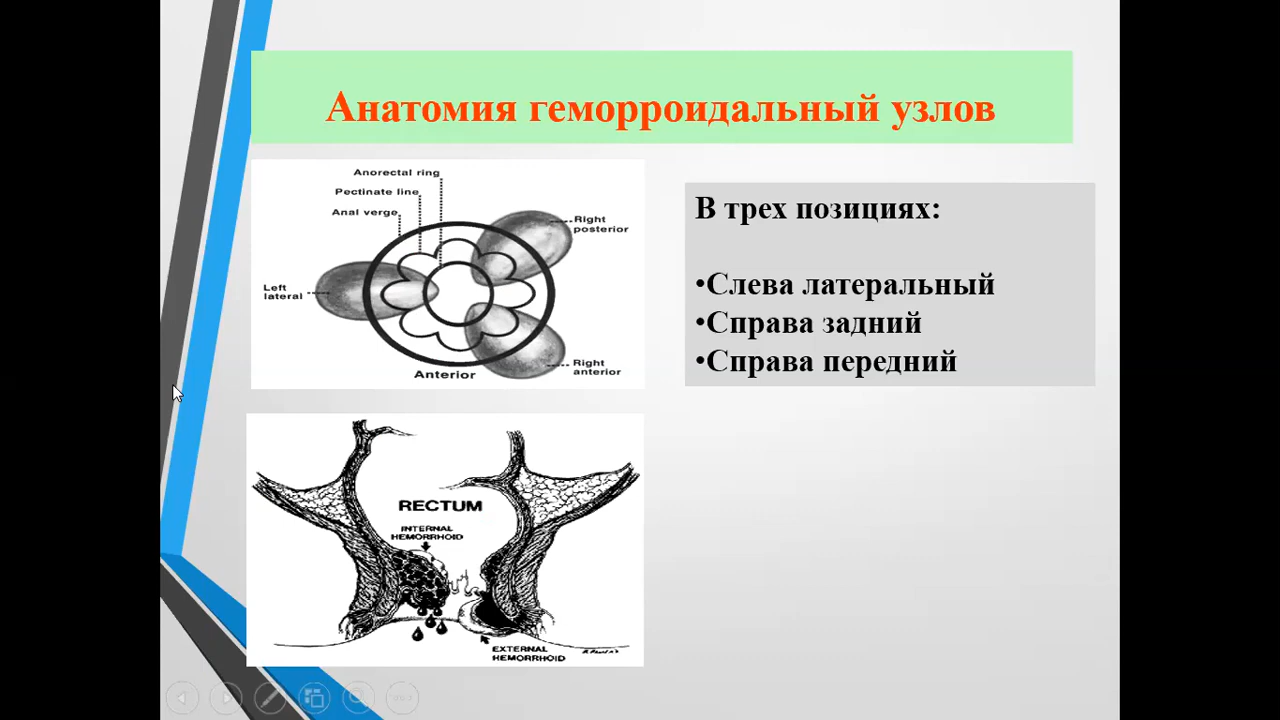 Анатомия геморроидальный узлов
Anorectal ring
Pectinate line
Anal verge
Right
posterior
Left
lateral
Right
anterior
Anterior
В трех позициях:
•Слева латеральный
•Справа задний
•Справа передний
RECTUM
INTERNAL
HEMORRHOID
EXTERNAL
HEMORRHOID